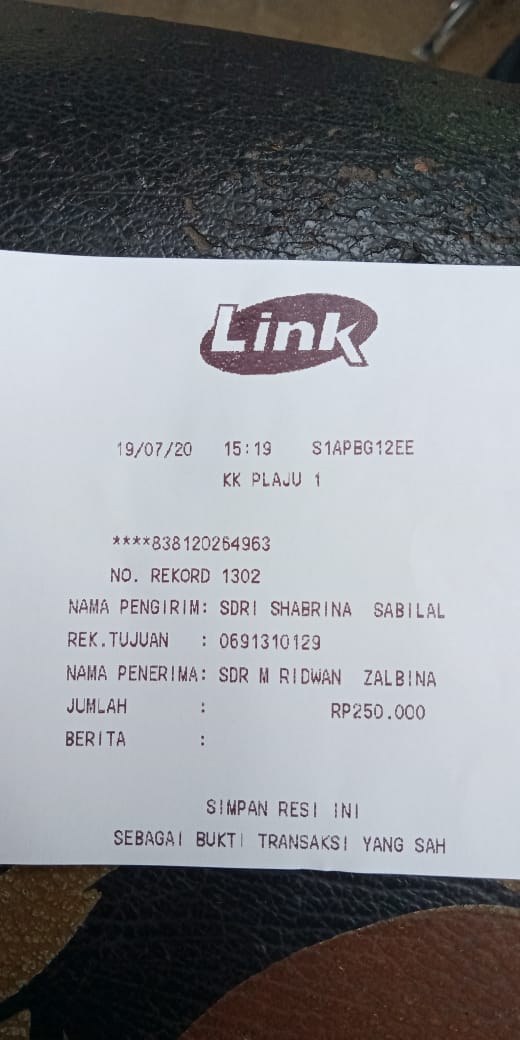 Link
19/07/20 15:19 S1APBG12EE
KK PLAJU 1
****838120264963
NO. REKORD 1302
NAMA PENGIRIM: SDRI SHABRINA SABILAL
REK.TUJUAN : 0691310129
NAMA PENERIMA: SDR M RIDWAN ZALBINA
JUMLAH : RP250.000
BERITA :
SIMPAN RESI INI
SEBAGAI BUKTI TRANSAKSI YANG SAH